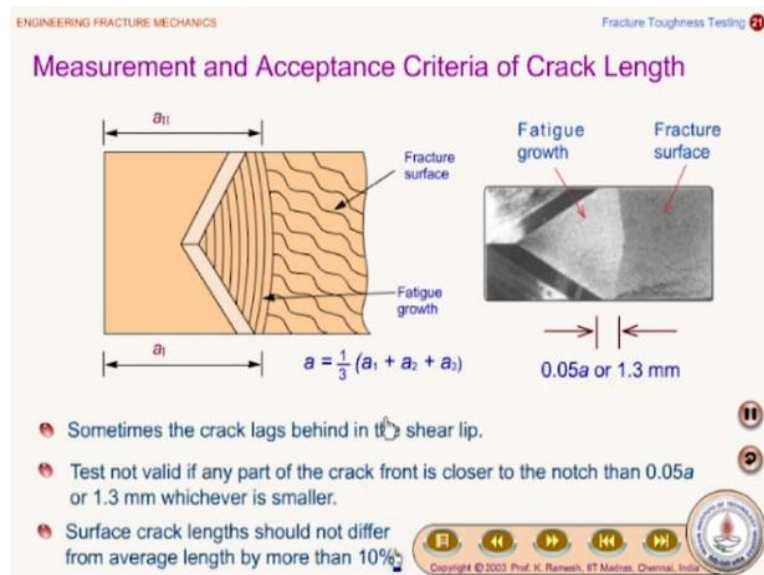 ENGINEERING FRACTURE MECHANICS
Fracture Toughness Testing 21
Measurement and Acceptance Criteria of Crack Length
aII
Fracture
surface
Fatigue
growth
aI
a = 1/3 (a1 + a2 + a3)
Fatigue
growth
Fracture
surface
0.05a or 1.3 mm
Sometimes the crack lags behind in the shear lip.
Test not valid if any part of the crack front is closer to the notch than 0.05a
or 1.3 mm whichever is smaller.
Surface crack lengths should not differ
from average length by more than 10%
Copyright © 2003 Prof. K. Ramesh, IIT Madras, Chennai, India